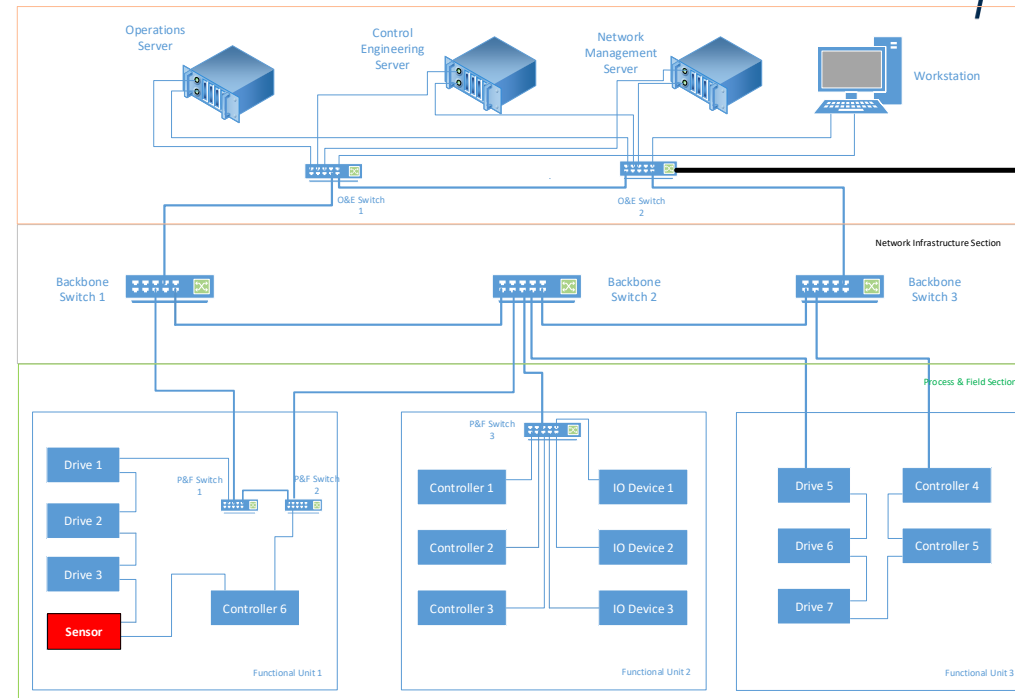 Operations
Server
Control
Engineering
Server
Network
Management
Server
Workstation
O&E Switch
1
O&E Switch
2
Network Infrastructure Section
Backbone
Switch 1
Backbone
Switch 2
Backbone
Switch 3
Process & Field Section
P&F Switch
3
Drive 1
P&F Switch
1
P&F Switch
2
Drive 2
Drive 3
Sensor
Controller 6
Functional Unit 1
Controller 1
IO Device 1
Controller 2
IO Device 2
Controller 3
IO Device 3
Functional Unit 2
Drive 5
Controller 4
Drive 6
Controller 5
Drive 7
Functional Unit 3